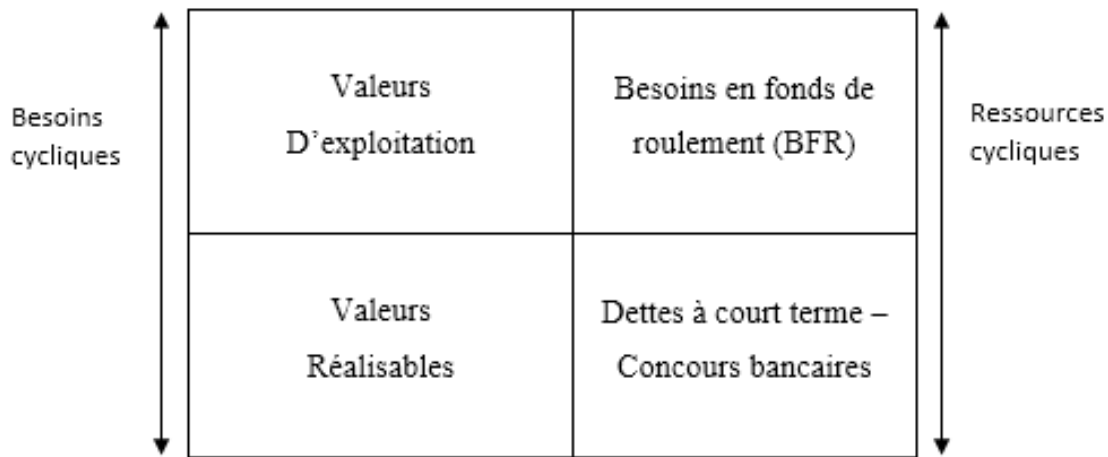 Besoins
cycliques
Valeurs
D'exploitation
Besoins en fonds de
roulement (BFR)
Ressources
cycliques
Valeurs
Réalisables
Dettes à court terme –
Concours bancaires